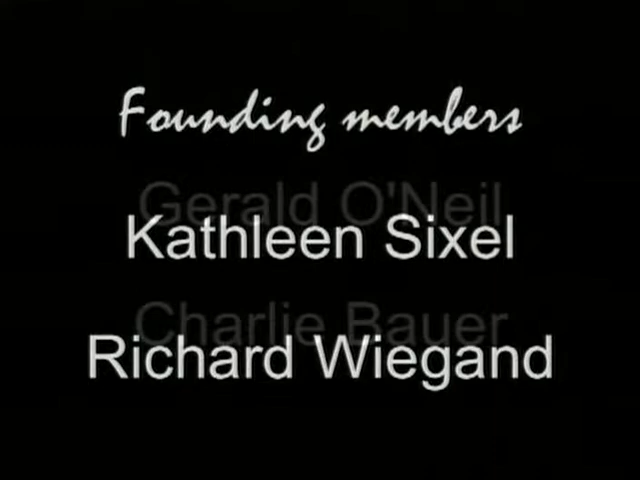 Founding members
Gerald O'Neil
Kathleen Sixel
Charlie Bauer
Richard Wiegand